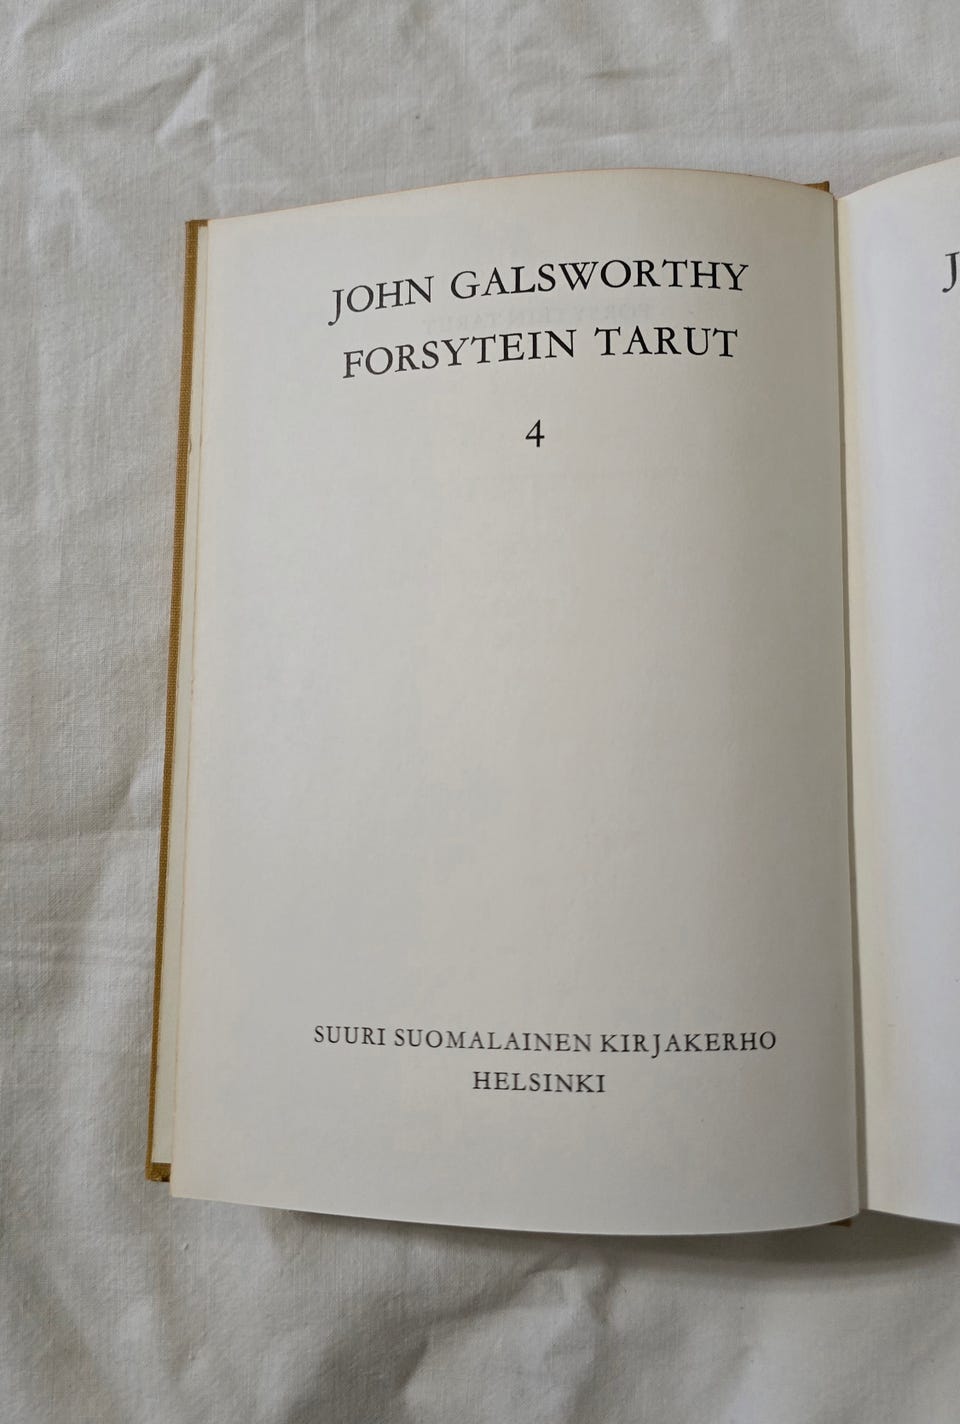 JOHN GALSWORTHY
FORSYTEIN TARUT
4
SUURI SUOMALAINEN KIRJAKERHO
HELSINKI
J